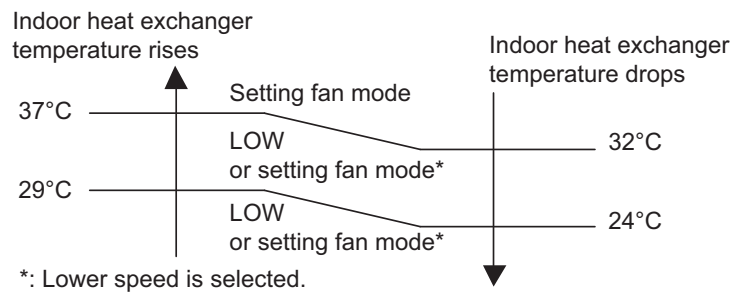 Indoor heat exchanger
temperature rises
Indoor heat exchanger
temperature drops
Setting fan mode
37°C
LOW
or setting fan mode*
32°C
29°C
LOW
or setting fan mode*
24°C
*: Lower speed is selected.